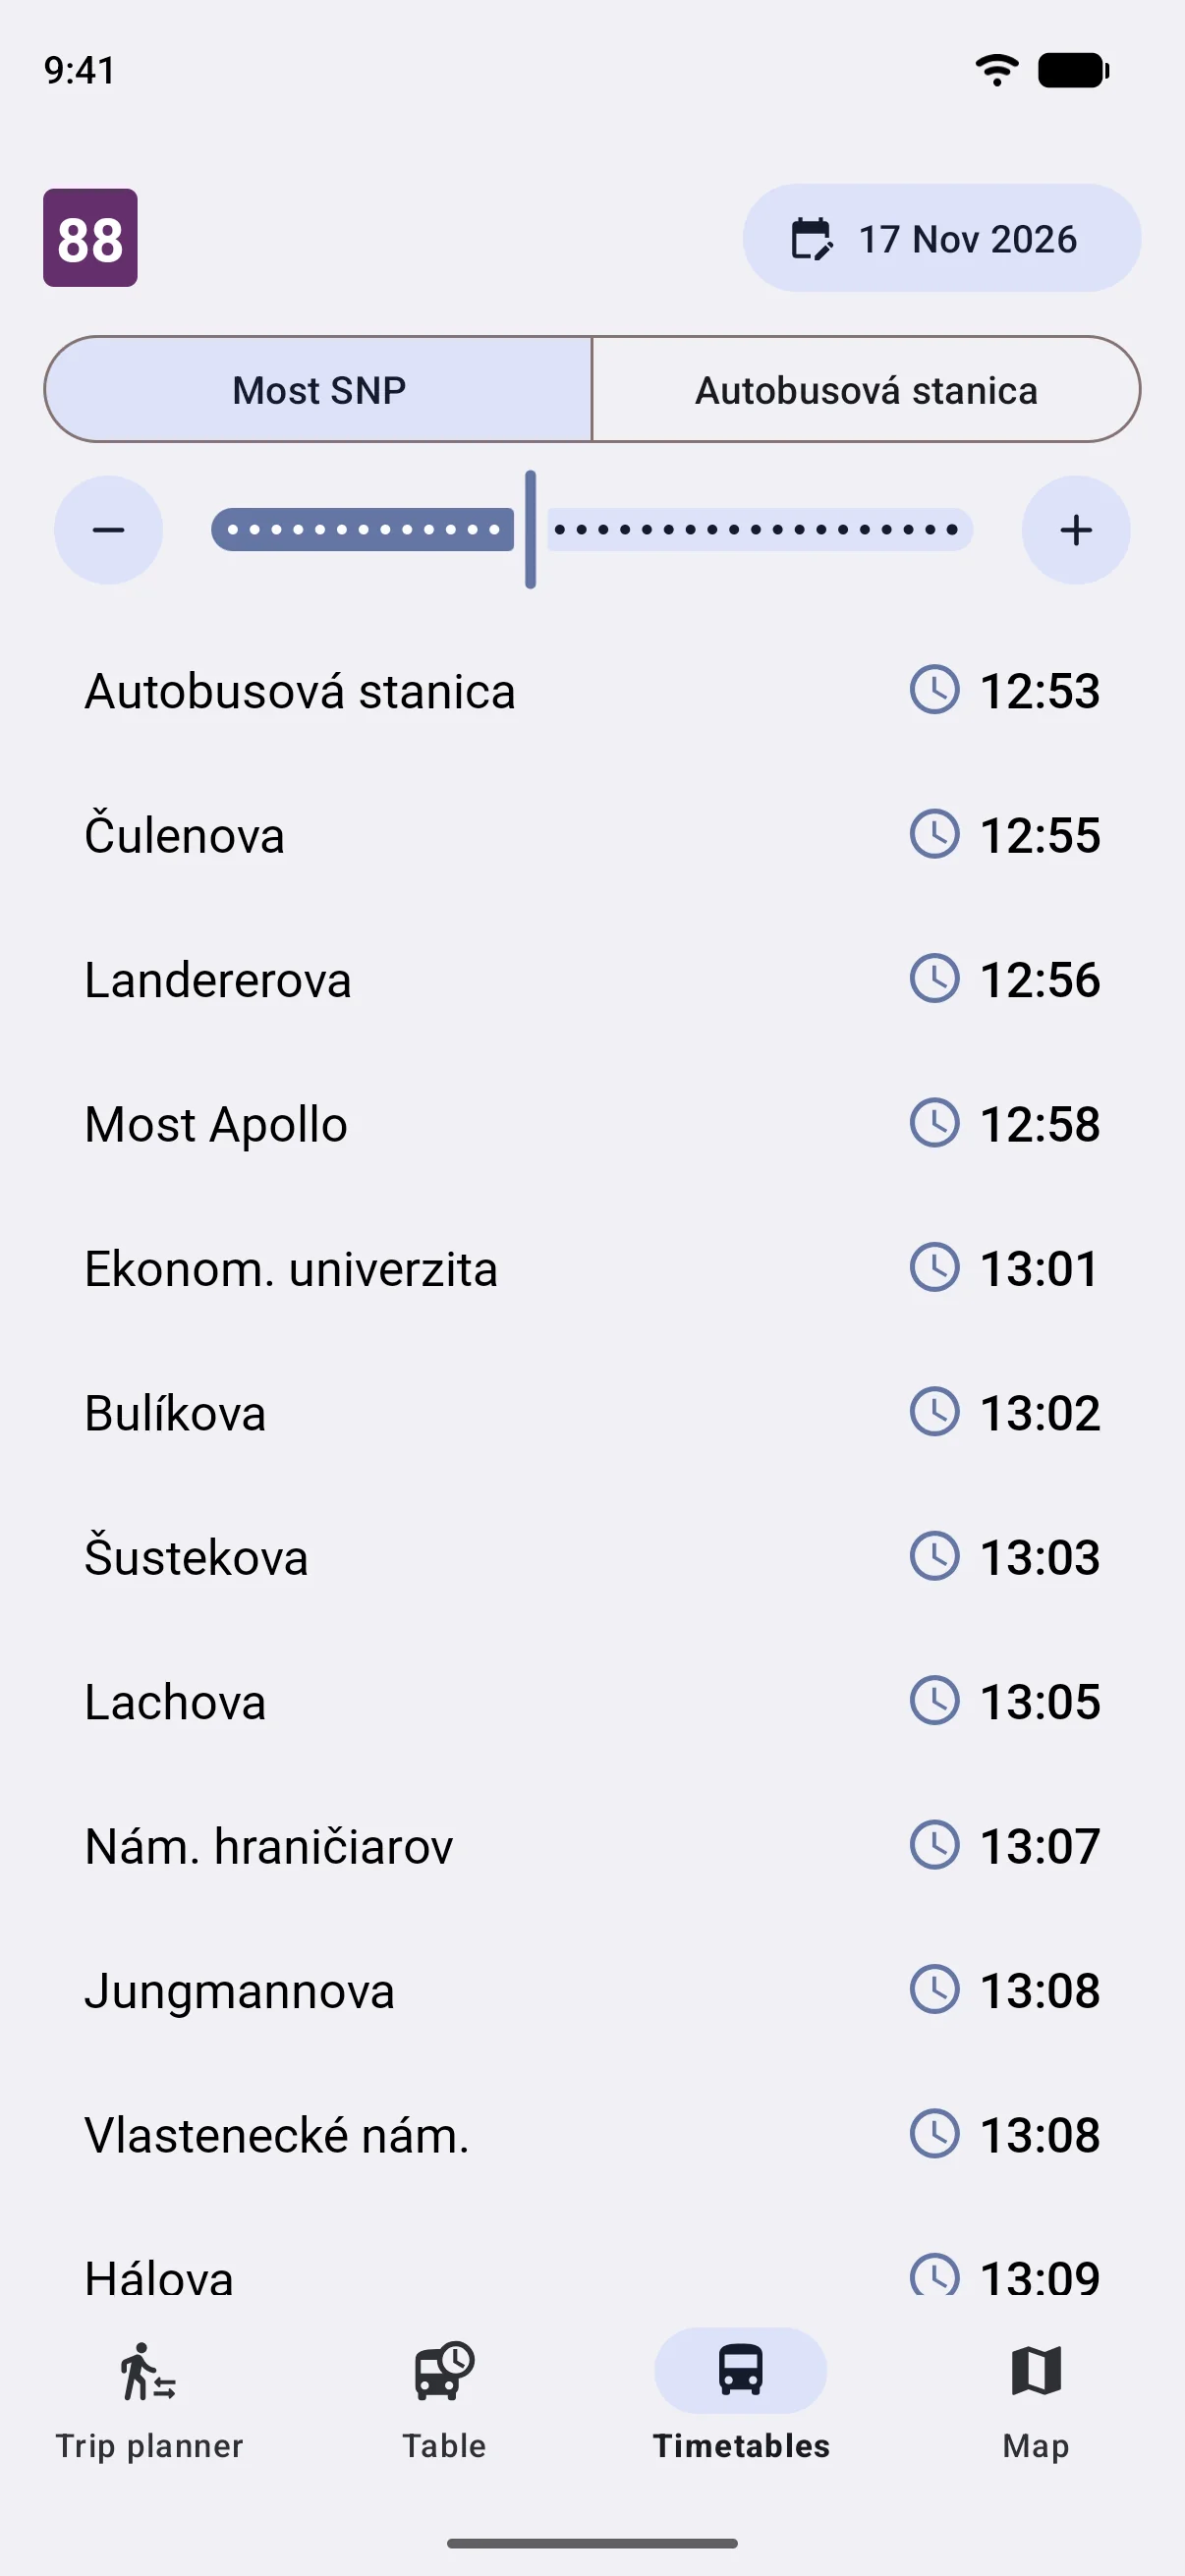 9:41
88
17 Nov 2026
Most SNP
Autobusová stanica
Autobusová stanica 12:53
Čulenova 12:55
Landererova 12:56
Most Apollo 12:58
Ekonom. univerzita 13:01
Bulíkova 13:02
Šustekova 13:03
Lachova 13:05
Nám. hraničiarov 13:07
Jungmannova 13:08
Vlastenecké nám. 13:08
Hálova 13:09
Trip planner
Table
Timetables
Map